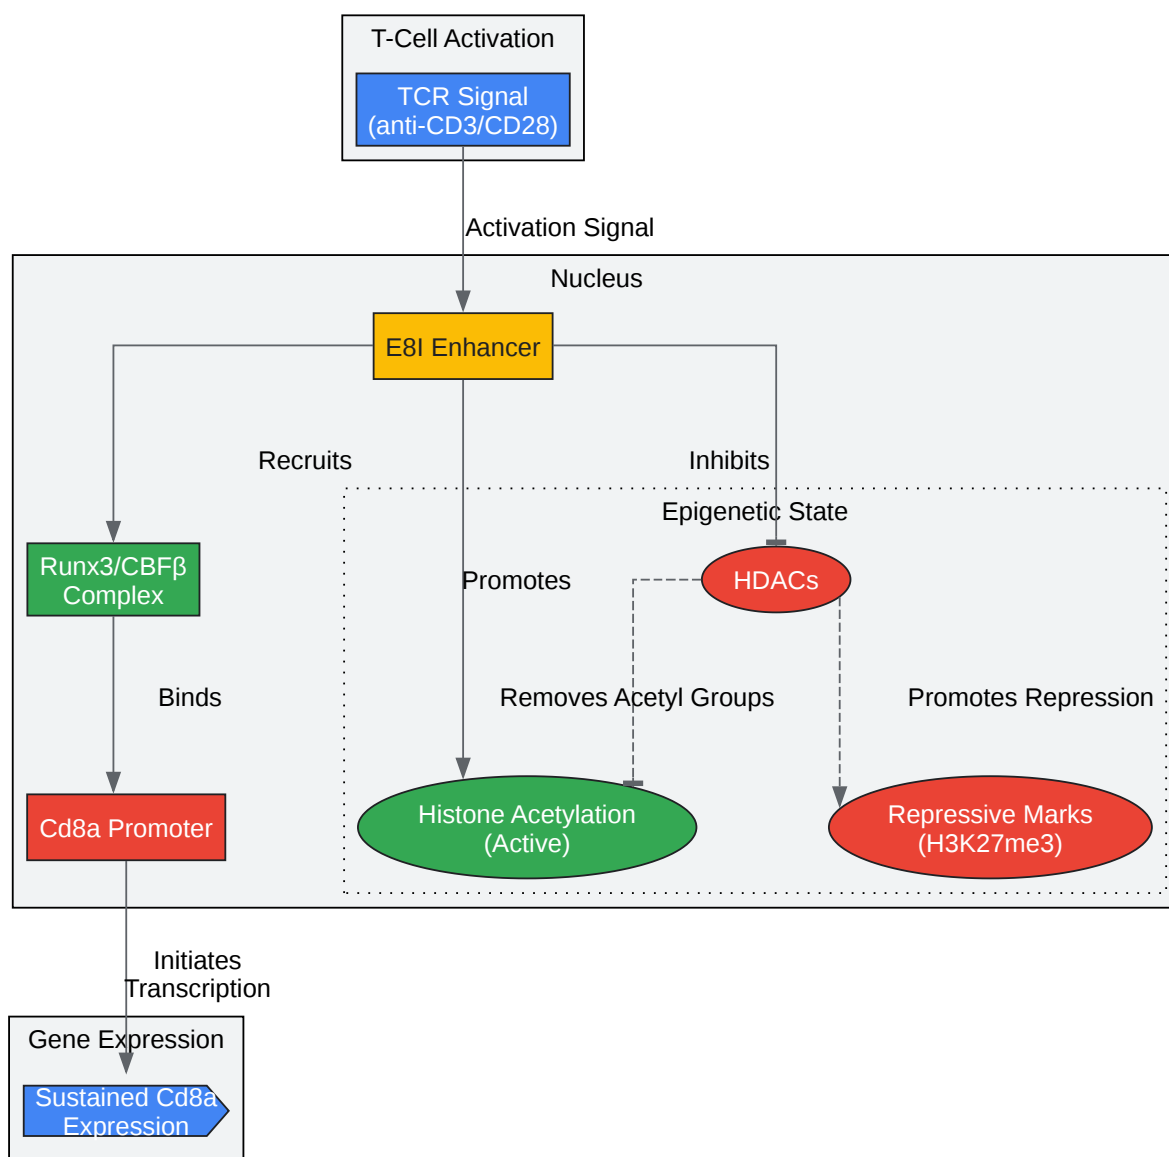 T-Cell Activation
TCR Signal
(anti-CD3/CD28)
Activation Signal
Nucleus
E8I Enhancer
Recruits
Inhibits
Epigenetic State
Runx3/CBFβ
Complex
Promotes
HDACs
Binds
Removes Acetyl Groups
Promotes Repression
Cd8a Promoter
Histone Acetylation
(Active)
Repressive Marks
(H3K27me3)
Initiates
Transcription
Gene Expression
Sustained Cd8a
Expression